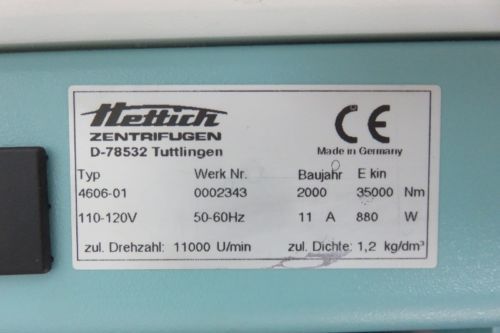 Hettich
ZENTRIFUGEN
D-78532 Tuttlingen
CE
Made in Germany
Typ Werk Nr. Baujahr E kin
4606-01 0002343 2000 35000 Nm
110-120V 50-60Hz 11 A 880 W
zul. Drehzahl: 11000 U/min zul. Dichte: 1,2 kg/dm³